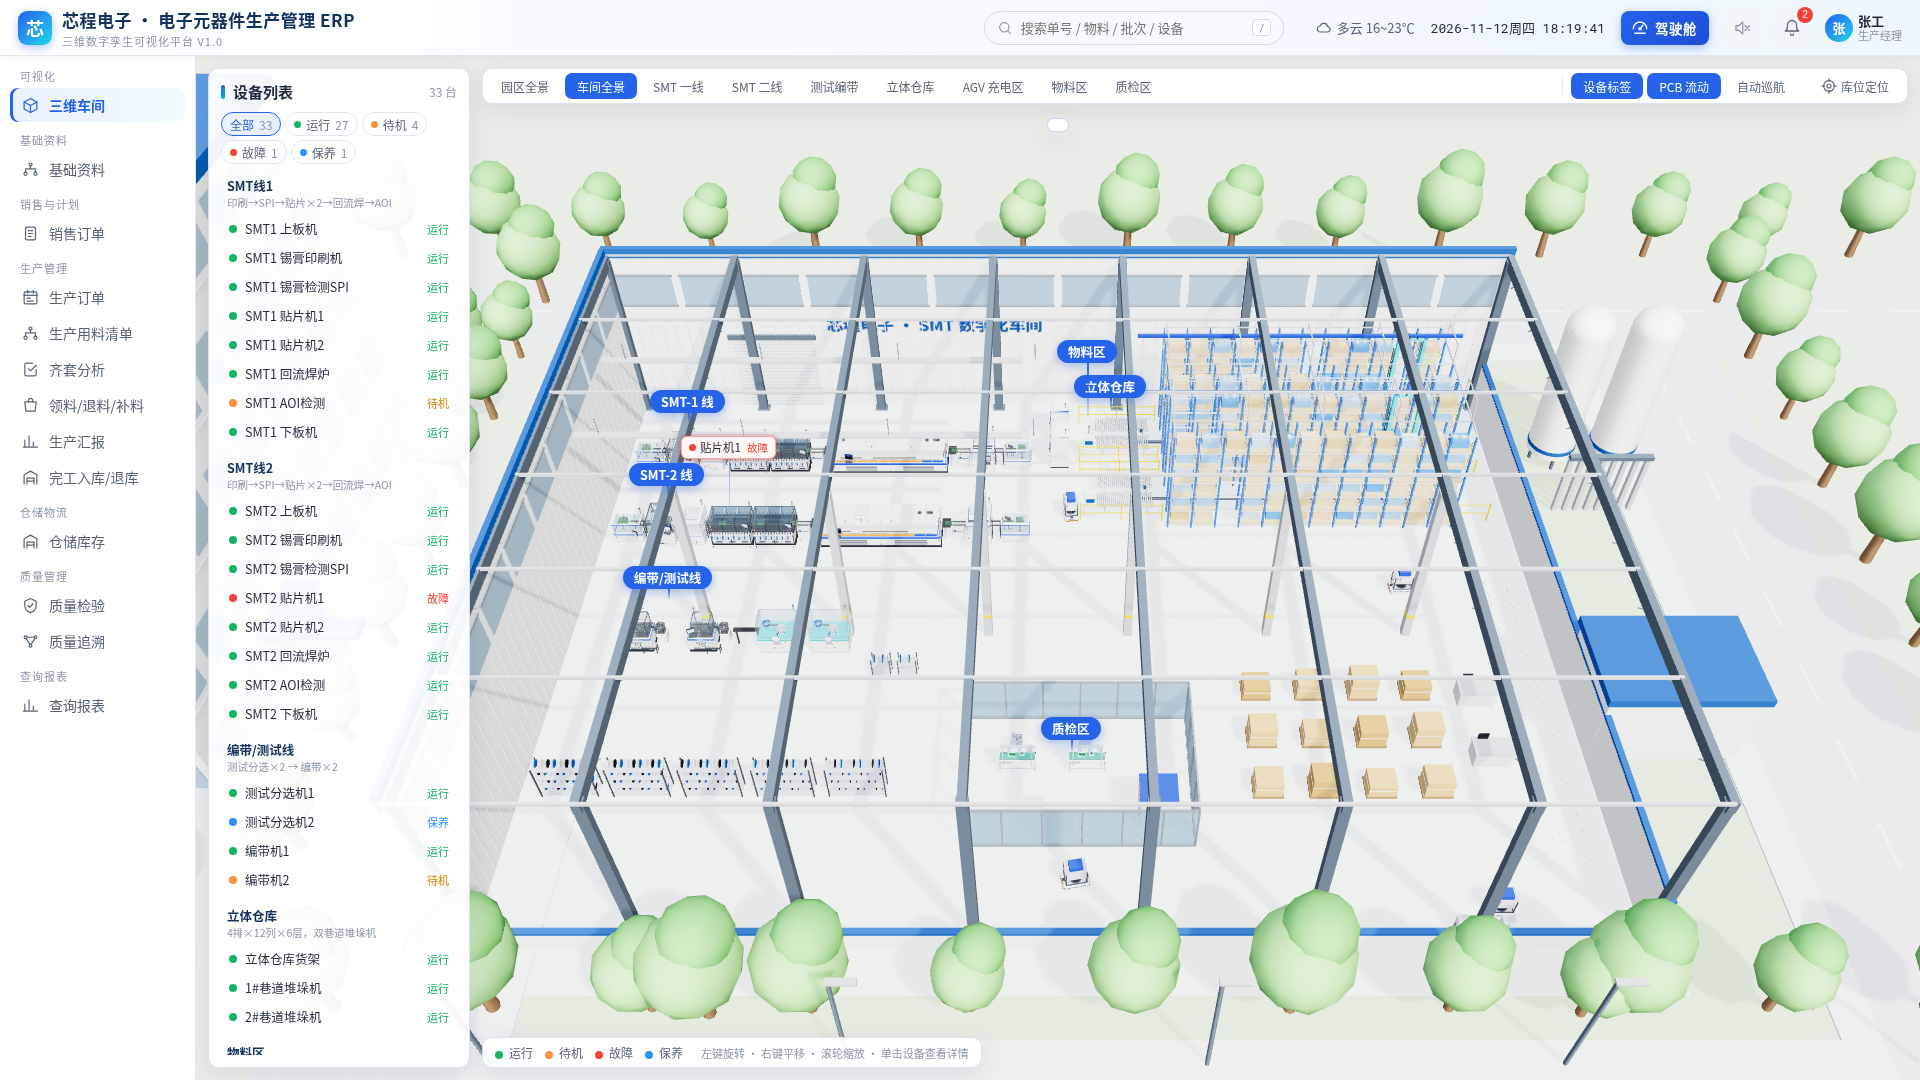 芯
芯程电子 · 电子元器件生产管理 ERP
三维数字孪生可视化平台 V1.0
搜索单号 / 物料 / 批次 / 设备
/
多云 16~23℃
2026-11-12周四 18:19:41
驾驶舱
2
张
张工
生产经理
可视化
三维车间
基础资料
基础资料
销售与计划
销售订单
生产管理
生产订单
生产用料清单
齐套分析
领料/退料/补料
生产汇报
完工入库/退库
仓储物流
仓储库存
质量管理
质量检验
质量追溯
查询报表
查询报表
设备列表
33 台
全部 33
运行 27
待机 4
故障 1
保养 1
SMT线1
印刷→SPI→贴片×2→回流焊→AOI
SMT1 上板机 运行
SMT1 锡膏印刷机 运行
SMT1 锡膏检测SPI 运行
SMT1 贴片机1 运行
SMT1 贴片机2 运行
SMT1 回流焊炉 运行
SMT1 AOI检测 待机
SMT1 下板机 运行
SMT线2
印刷→SPI→贴片×2→回流焊→AOI
SMT2 上板机 运行
SMT2 锡膏印刷机 运行
SMT2 锡膏检测SPI 运行
SMT2 贴片机1 故障
SMT2 贴片机2 运行
SMT2 回流焊炉 运行
SMT2 AOI检测 运行
SMT2 下板机 运行
编带/测试线
测试分选×2→编带×2
测试分选机1 运行
测试分选机2 保养
编带机1 运行
编带机2 待机
立体仓库
4排×12列×6层，双巷道堆垛机
立体仓库货架 运行
1#巷道堆垛机 运行
2#巷道堆垛机 运行
物料区
园区全景
车间全景
SMT 一线
SMT 二线
测试编带
立体仓库
AGV 充电区
物料区
质检区
设备标签
PCB 流动
自动巡航
库位定位
芯程电子 · SMT 数字化车间
物料区
立体仓库
SMT-1 线
贴片机1 故障
SMT-2 线
编带/测试线
质检区
运行
待机
故障
保养
左键旋转 · 右键平移 · 滚轮缩放 · 单击设备查看详情